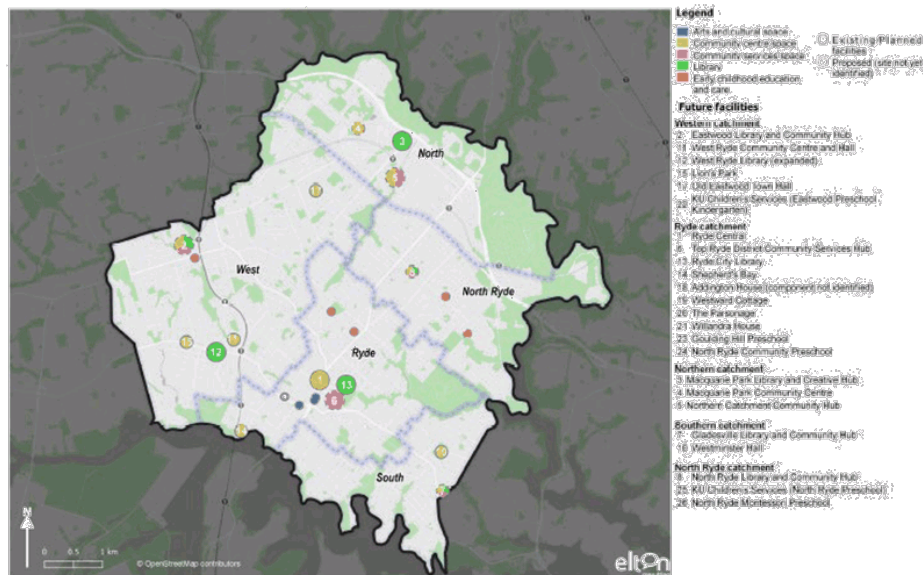 Legend
Arts and cultural space
Community centre space
Community services space
Library
Early childhood education
and care.
Existing/Planned
facilities
Proposed (site not yet
identified)
Future facilities
Western catchment
2 Eastwood Library and Community Hub
11 West Ryde Community Centre and Hall
12 West Ryde Library (expanded)
15 Lion's Park
17 Old Eastwood Town Hall
KU Children's Services (Eastwood Preschool
Kindergarten)
Ryde catchment
Ryde Central
6 Top Ryde District Community Services Hub
13 Ryde City Library
14 Shepherd's Bay
18 Addington House (component not identified)
19 Westward Cottage
20 The Parsonage
21 Willandra House
23 Goulding Hill Preschool
24 North Ryde Community Preschool
Northern catchment
3 Macquarie Park Library and Creative Hub
4 Macquarie Park Community Centre
5 Northern Catchment Community Hub
Southern catchment
7 Gladesville Library and Community Hub
16 Westminster Hall
North Ryde catchment
North Ryde Library and Community Hub
25 KU Children's Services (North Ryde Preschool)
26 North Ryde Montessori Preschool
North
West
North Ryde
Ryde
South
3
12
1
13
6
N
0 0.5 1 km
© OpenStreetMap contributors
elton